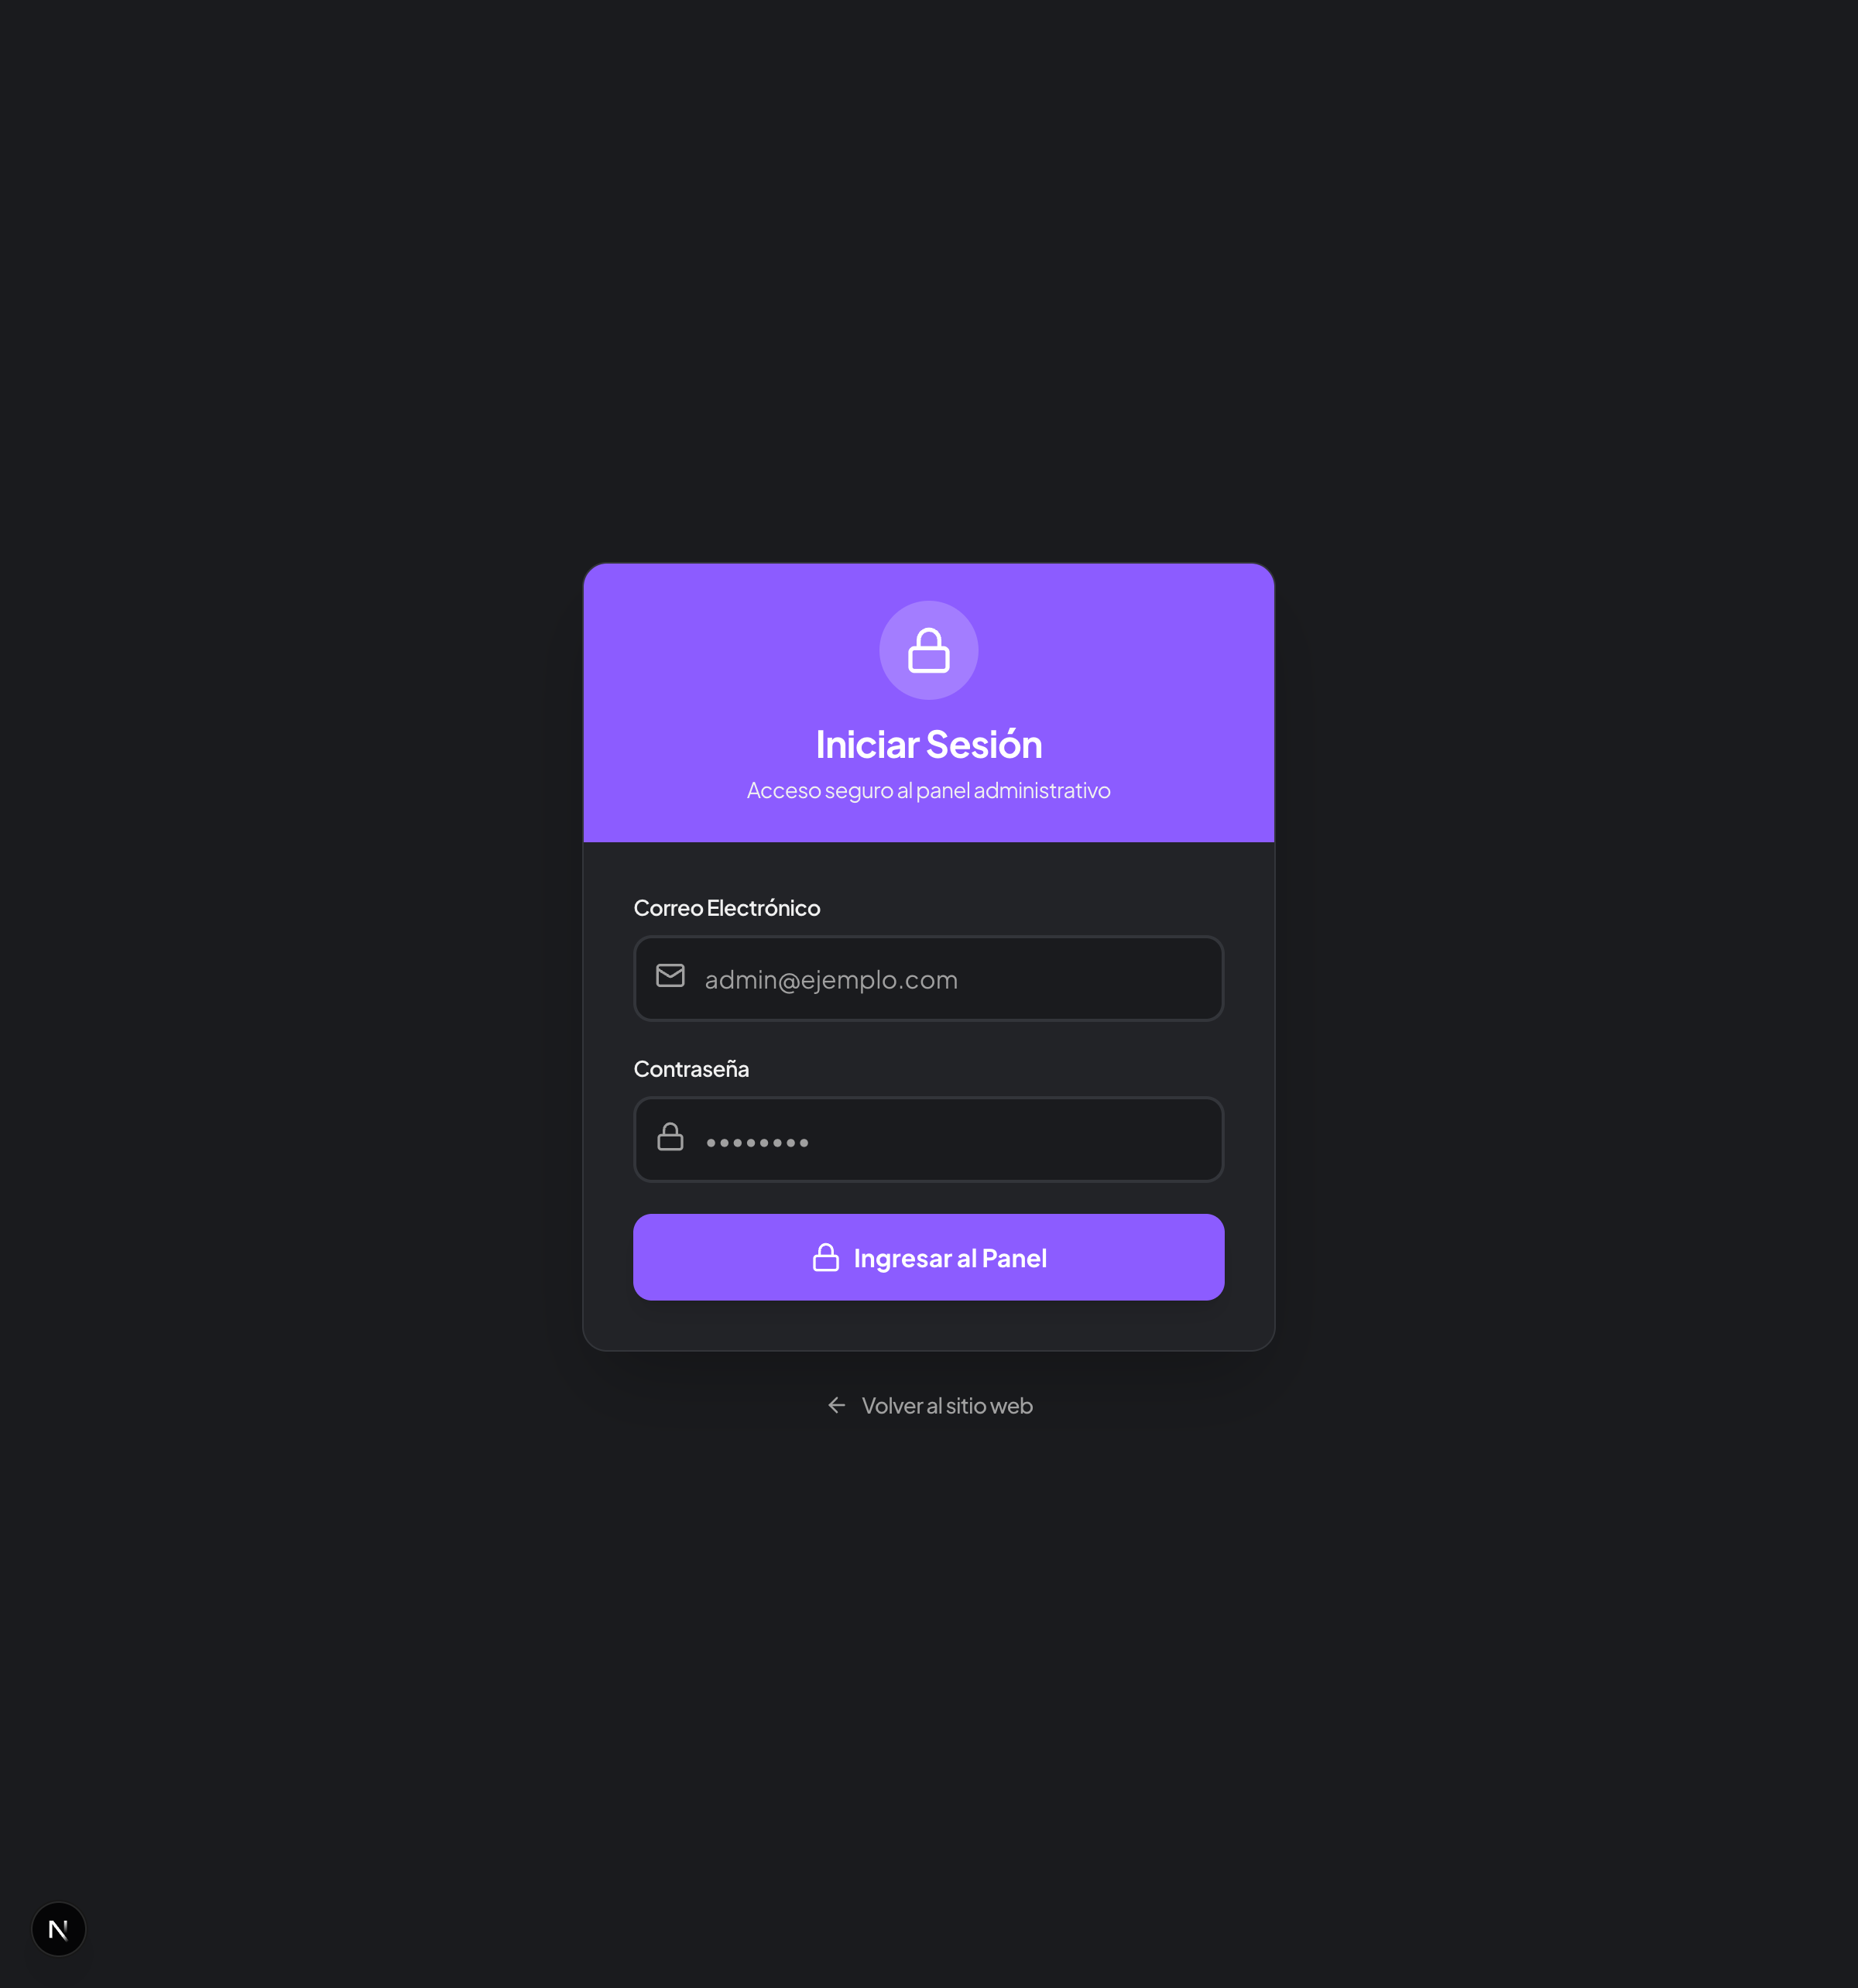 Iniciar Sesión
Acceso seguro al panel administrativo
Correo Electrónico
admin@ejemplo.com
Contraseña
••••••••
Ingresar al Panel
← Volver al sitio web
N